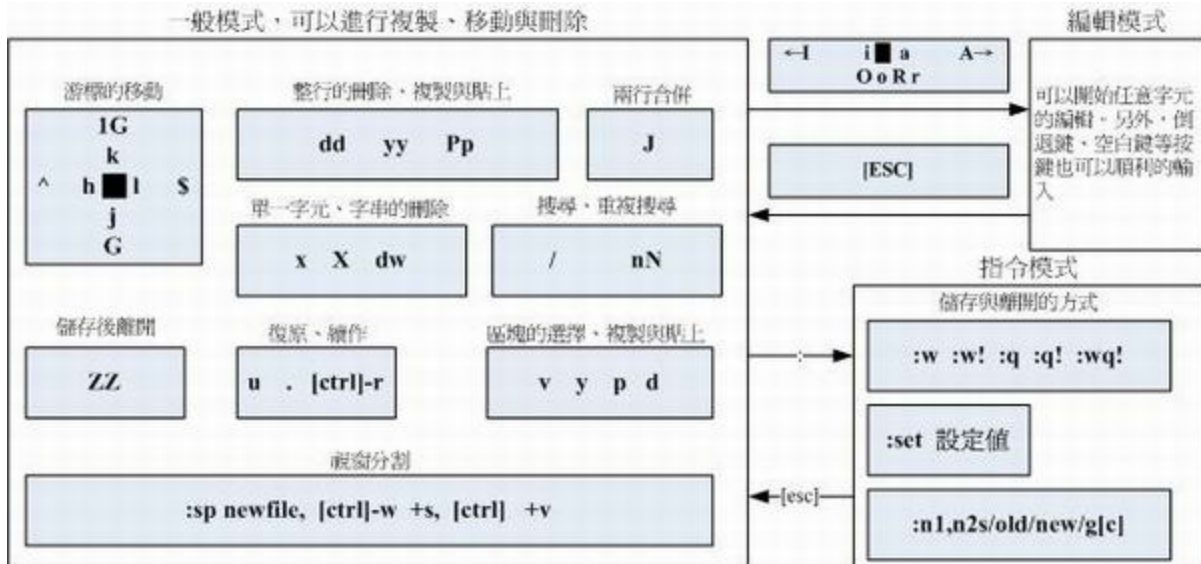 一般模式，可以進行複製、移動與刪除
游標的移動
1G
k
^ h l $
j
G
整行的刪除、複製與貼上
dd yy Pp
兩行合併
J
單一字元、字串的刪除
x X dw
搜尋、重複搜尋
/ nN
儲存後離開
ZZ
復原、續作
u . [ctrl]-r
區塊的選擇、複製與貼上
v y p d
視窗分割
:sp newfile, [ctrl]-w +s, [ctrl] +v
←I i a A→
O o R r
[ESC]
編輯模式
可以開始任意字元
的編輯。另外，倒
退鍵、空白鍵等按
鍵也可以順利的輸
入
:
[esc]
指令模式
儲存與離開的方式
:w :w! :q :q! :wq!
:set 設定值
:n1,n2s/old/new/g[c]